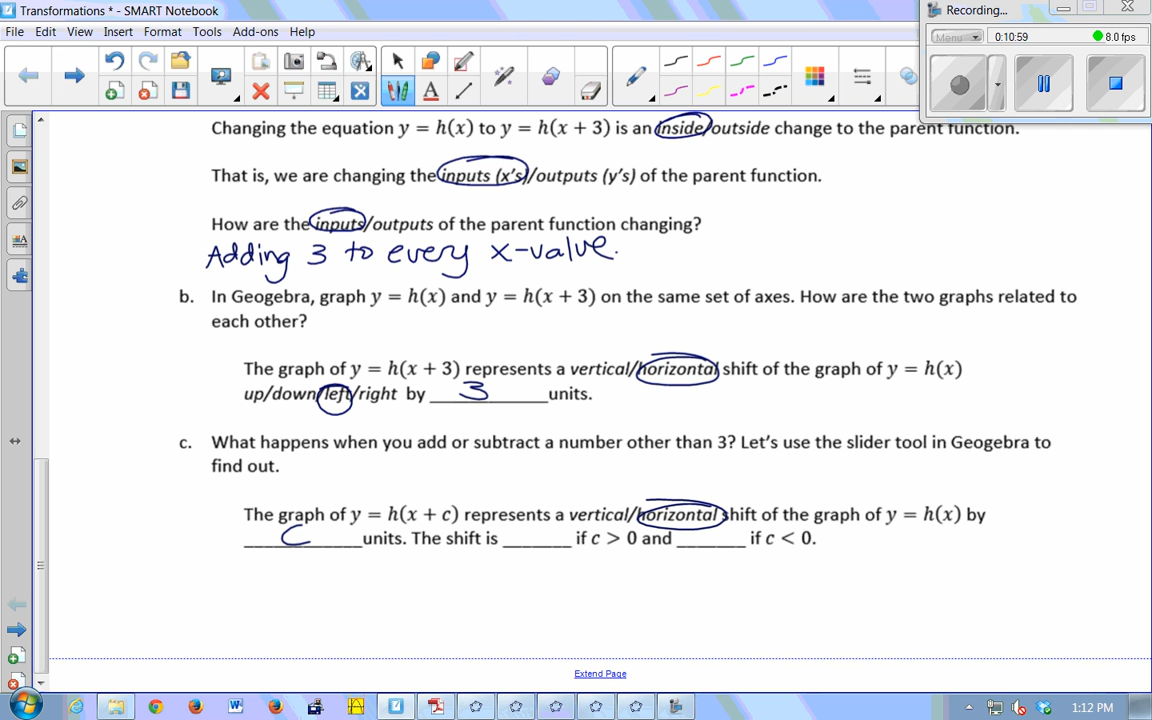 Transformations * - SMART Notebook
Recording...
File Edit View Insert Format Tools Add-ons Help
Menu 0:10:59 8.0 fps
Changing the equation y = h(x) to y = h(x + 3) is an inside/outside change to the parent function.
That is, we are changing the inputs (x's)/outputs (y's) of the parent function.
How are the inputs/outputs of the parent function changing?
Adding 3 to every x-value.
b. In Geogebra, graph y = h(x) and y = h(x + 3) on the same set of axes. How are the two graphs related to
each other?
The graph of y = h(x + 3) represents a vertical/horizontal shift of the graph of y = h(x)
up/down/left/right by 3 units.
c. What happens when you add or subtract a number other than 3? Let's use the slider tool in Geogebra to
find out.
The graph of y = h(x + c) represents a vertical/horizontal shift of the graph of y = h(x) by
C units. The shift is _______ if c > 0 and _______ if c < 0.
Extend Page
1:12 PM